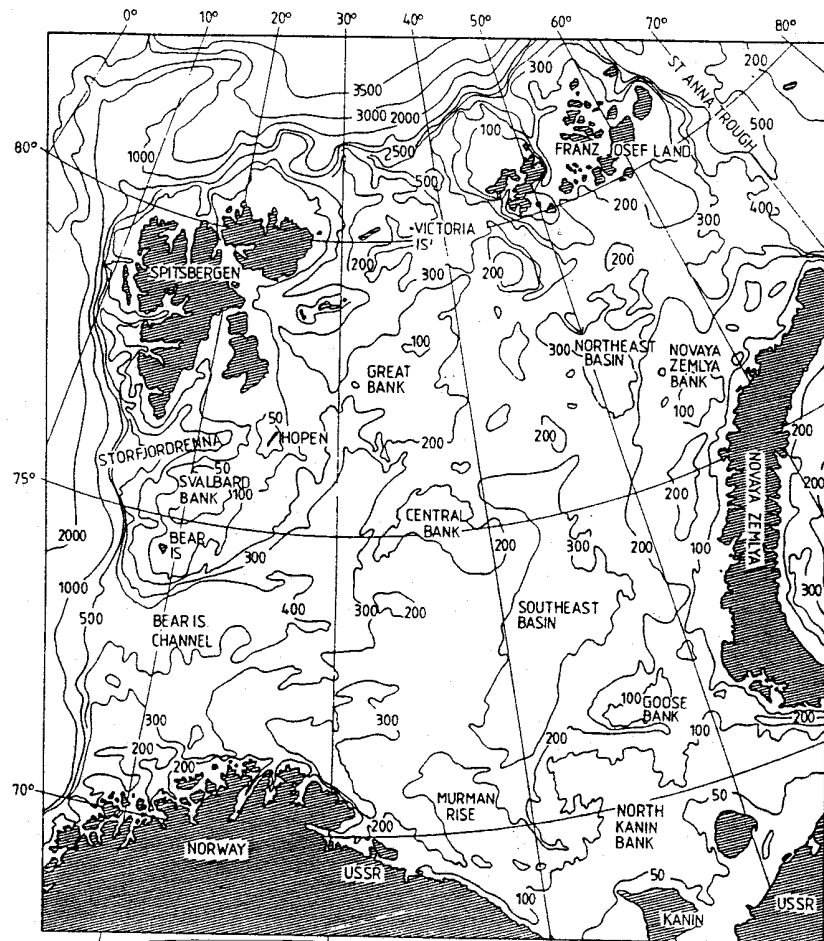 0° 10° 20° 30° 40° 50° 60° 70° 80°
3500
3000
2000
2500
1000
500
300
200
ST ANNA TROUGH
500
400
300
100
FRANZ JOSEF LAND
80°
200
VICTORIA
IS
200
300
200
200
SPITSBERGEN
100
300
NORTHEAST
BASIN
NOVAYA
ZEMLYA
BANK
100
GREAT
BANK
50
HOPEN
STORFJORDRENNA
50
SVALBARD
BANK
100
200
200
200
200
200
NOVAYA ZEMLYA
75°
2000
BEAR
IS
300
CENTRAL
BANK
200
300
200
100
300
1000
500
BEAR IS
CHANNEL
400
300
200
SOUTHEAST
BASIN
100
GOOSE
BANK
200
100
200
300
200
200
300
70°
MURMAN
RISE
NORTH
KANIN
BANK
50
200
NORWAY
USSR
100
50
KANIN
USSR